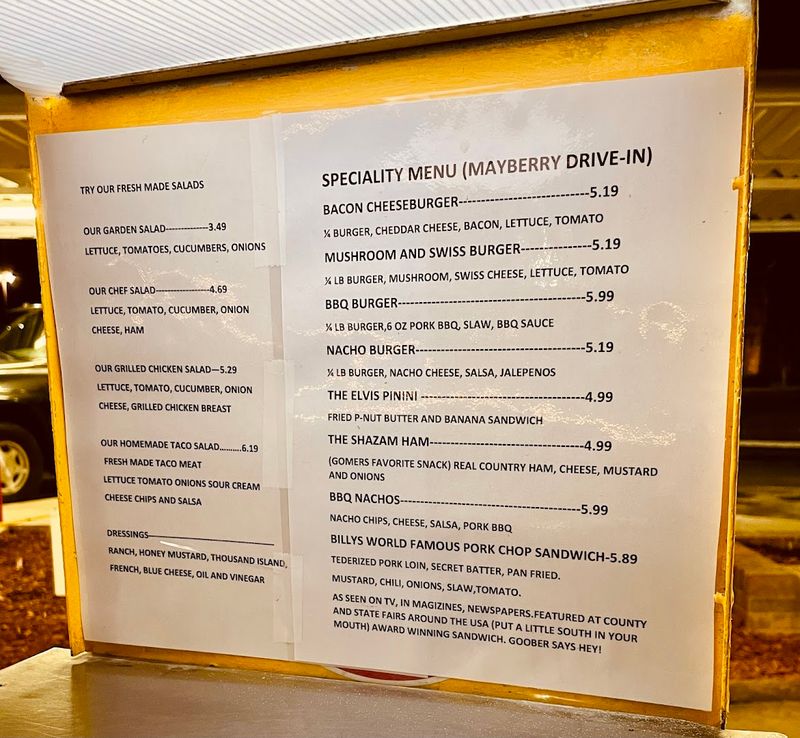 TRY OUR FRESH MADE SALADS
OUR GARDEN SALAD--------------3.49
LETTUCE, TOMATOES, CUCUMBERS, ONIONS
OUR CHEF SALAD------------------4.69
LETTUCE, TOMATO, CUCUMBER, ONION
CHEESE, HAM
OUR GRILLED CHICKEN SALAD—5.29
LETTUCE, TOMATO, CUCUMBER, ONION
CHEESE, GRILLED CHICKEN BREAST
OUR HOMEMADE TACO SALAD..........6.19
FRESH MADE TACO MEAT
LETTUCE TOMATO ONIONS SOUR CREAM
CHEESE CHIPS AND SALSA
DRESSINGS—————————————
RANCH, HONEY MUSTARD, THOUSAND ISLAND,
FRENCH, BLUE CHEESE, OIL AND VINEGAR
SPECIALITY MENU (MAYBERRY DRIVE-IN)
BACON CHEESEBURGER----------------------------5.19
¼ BURGER, CHEDDAR CHEESE, BACON, LETTUCE, TOMATO
MUSHROOM AND SWISS BURGER---------------5.19
¼ LB BURGER, MUSHROOM, SWISS CHEESE, LETTUCE, TOMATO
BBQ BURGER----------------------------------------5.99
¼ LB BURGER,6 OZ PORK BBQ, SLAW, BBQ SAUCE
NACHO BURGER------------------------------------5.19
¼ LB BURGER, NACHO CHEESE, SALSA, JALEPENOS
THE ELVIS PININI -----------------------------------4.99
FRIED P-NUT BUTTER AND BANANA SANDWICH
THE SHAZAM HAM---------------------------------4.99
(GOMERS FAVORITE SNACK) REAL COUNTRY HAM, CHEESE, MUSTARD
AND ONIONS
BBQ NACHOS---------------------------------------5.99
NACHO CHIPS, CHEESE, SALSA, PORK BBQ
BILLYS WORLD FAMOUS PORK CHOP SANDWICH-5.89
TEDERIZED PORK LOIN, SECRET BATTER, PAN FRIED.
MUSTARD, CHILI, ONIONS, SLAW,TOMATO.
AS SEEN ON TV, IN MAGIZINES, NEWSPAPERS.FEATURED AT COUNTY
AND STATE FAIRS AROUND THE USA (PUT A LITTLE SOUTH IN YOUR
MOUTH) AWARD WINNING SANDWICH. GOOBER SAYS HEY!